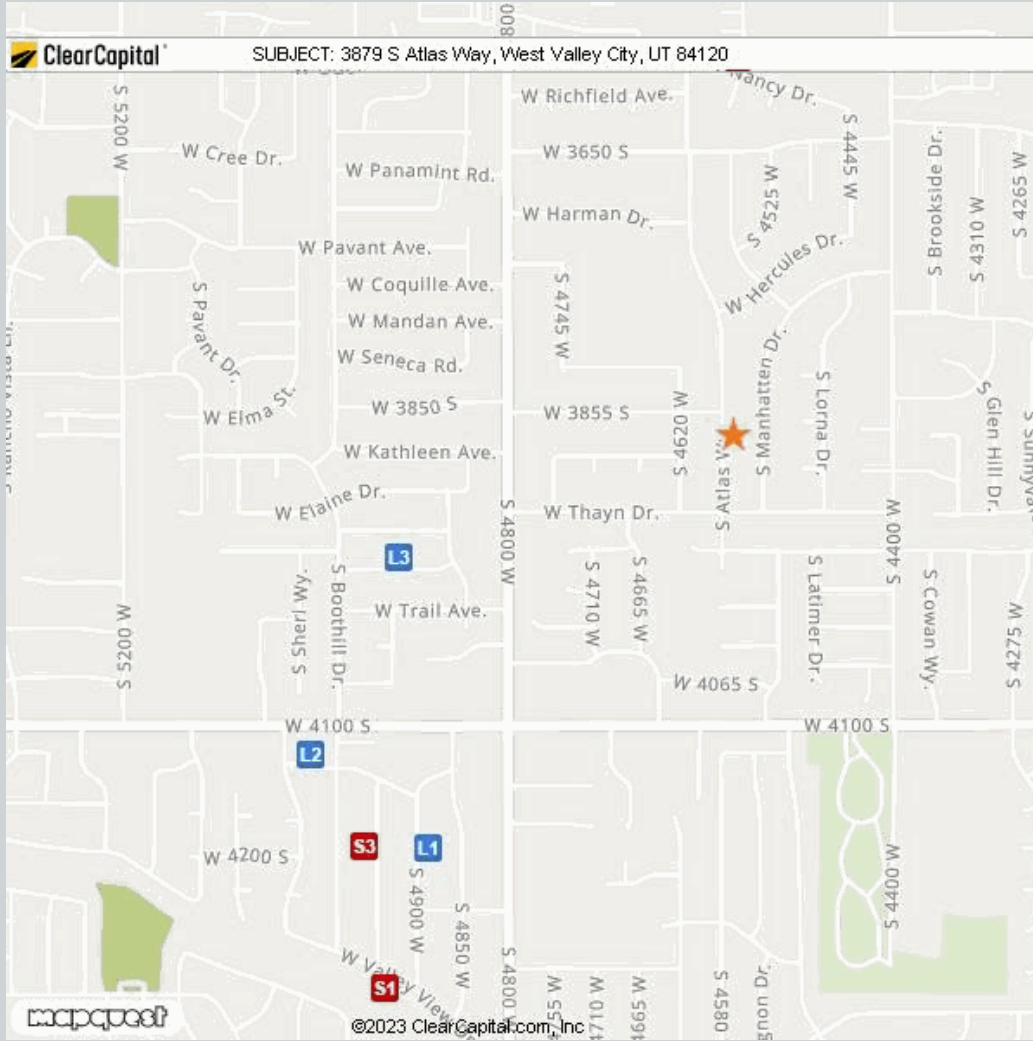 ClearCapital
SUBJECT: 3879 S Atlas Way, West Valley City, UT 84120
Nancy Dr.
W Richfield Ave.
S 5200 W
S 4445 W
W Cree Dr.
W 3650 S
W Panamint Rd.
S 4525 W
S Brookside Dr.
S 4265 W
W Harman Dr.
S 4310 W
W Pavant Ave.
W Hercules Dr.
W Coquille Ave.
S Pavant Dr.
S 4745 W
W Mandan Ave.
W Seneca Rd.
S Manhatten Dr.
W Elma St.
W 3850 S
W 3855 S
S 4620 W
S Lorna Dr.
S Glen Hill Dr.
W Kathleen Ave.
W Elaine Dr.
S Atlas W
W Thayn Dr.
S 4800 W
S 4400 W
L3
S Sherl Wy.
S Boothill Dr.
W Trail Ave.
S 4710 W
S 4665 W
S Latimer Dr.
S Cowan Wy.
S 5200 W
S 4275 W
W 4065 S
W 4100 S
W 4100 S
L2
S3
L1
W 4200 S
S 4900 W
S 4850 W
S 4400 W
W Valley View
S1
S 4800 W
4710 W
4665 W
S 4580
mapquest
©2023 ClearCapital.com, Inc